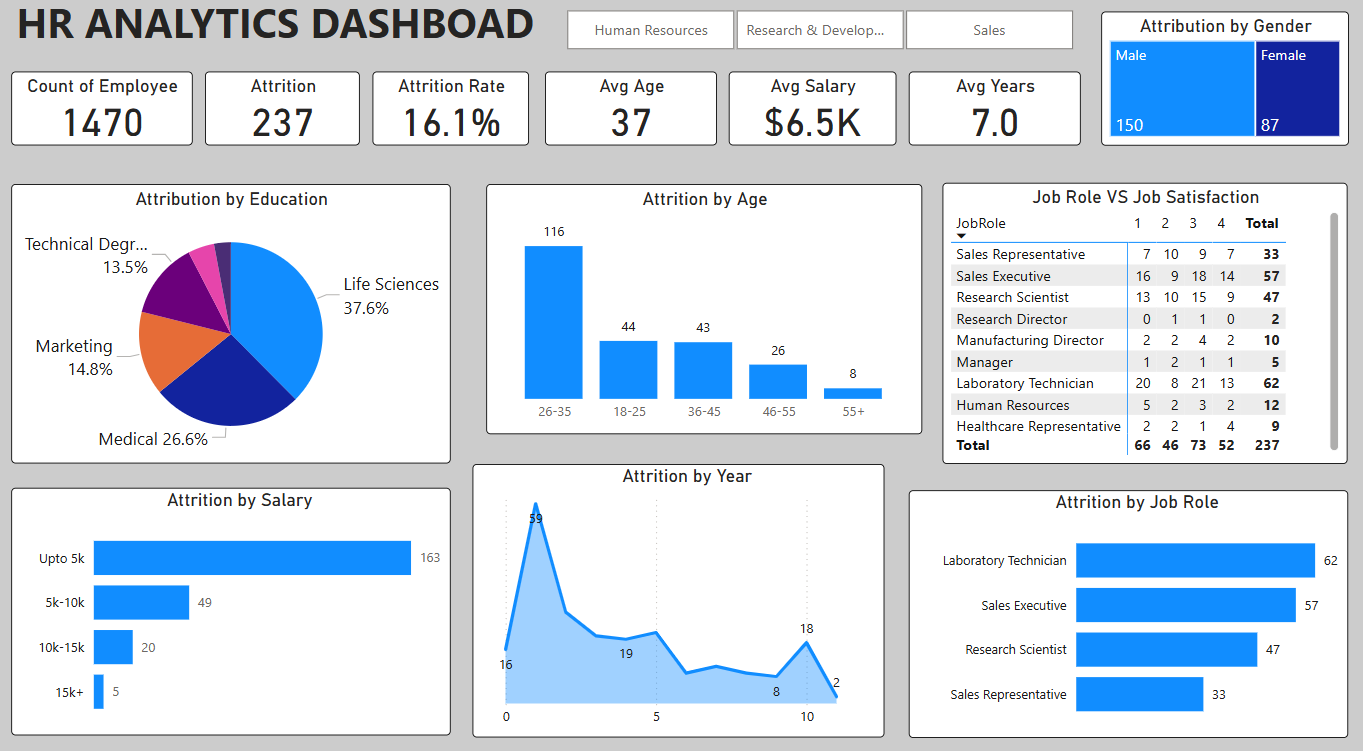 HR ANALYTICS DASHBOAD
Human Resources
Research & Develop...
Sales
Attribution by Gender
Male
Female
150
87
Count of Employee
1470
Attrition
237
Attrition Rate
16.1%
Avg Age
37
Avg Salary
$6.5K
Avg Years
7.0
Attribution by Education
Technical Degr...
13.5%
Life Sciences
37.6%
Marketing
14.8%
Medical 26.6%
Attrition by Age
116
44
43
26
8
26-35
18-25
36-45
46-55
55+
Job Role VS Job Satisfaction
JobRole 1 2 3 4 Total
Sales Representative 7 10 9 7 33
Sales Executive 16 9 18 14 57
Research Scientist 13 10 15 9 47
Research Director 0 1 1 0 2
Manufacturing Director 2 2 4 2 10
Manager 1 2 1 1 5
Laboratory Technician 20 8 21 13 62
Human Resources 5 2 3 2 12
Healthcare Representative 2 2 1 4 9
Total 66 46 73 52 237
Attrition by Salary
Upto 5k 163
5k-10k 49
10k-15k 20
15k+ 5
Attrition by Year
59
16
19
18
8
2
0 5 10
Attrition by Job Role
Laboratory Technician 62
Sales Executive 57
Research Scientist 47
Sales Representative 33